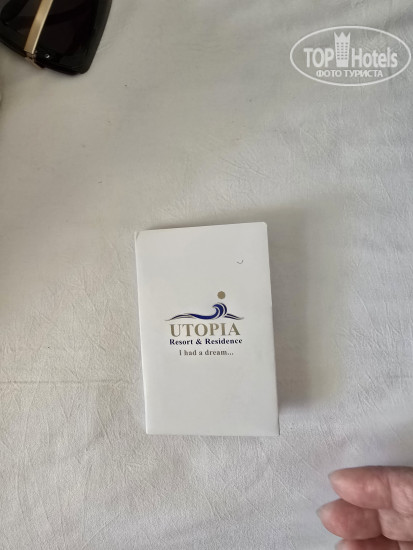 TOP Hotels
ФОТО ТУРИСТА
UTOPIA
Resort & Residence
I had a dream...